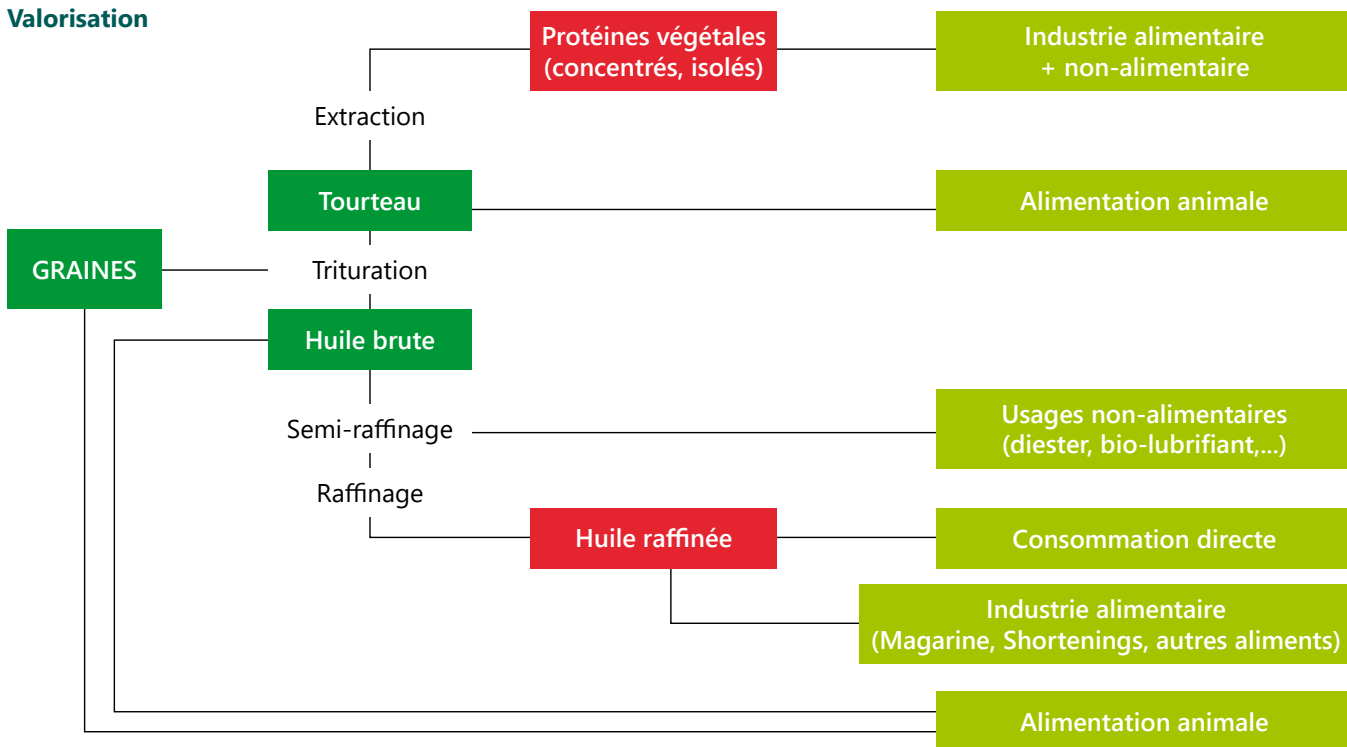 Valorisation
Protéines végétales
(concentrés, isolés)
Industrie alimentaire
+ non-alimentaire
Extraction
Tourteau
Alimentation animale
GRAINES
Trituration
Huile brute
Semi-raffinage
Usages non-alimentaires
(diester, bio-lubrifiant,...)
Raffinage
Huile raffinée
Consommation directe
Industrie alimentaire
(Magarine, Shortenings, autres aliments)
Alimentation animale